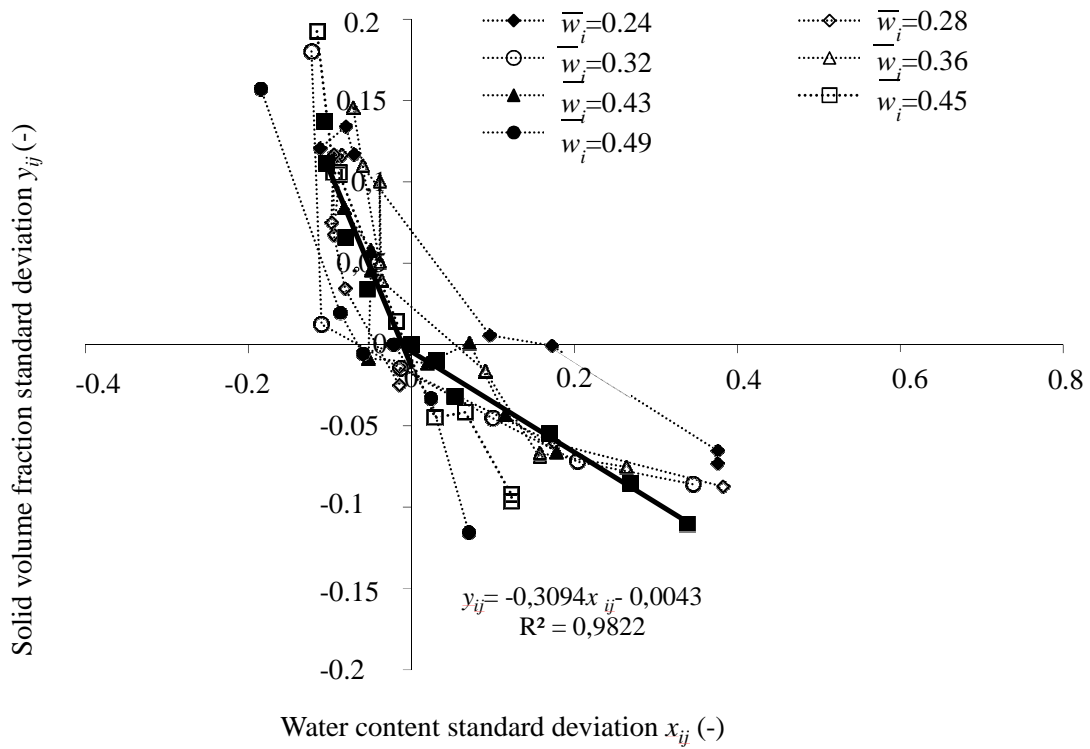 0.2
w̅i=0.24
w̅i=0.28
w̅i=0.32
w̅i=0.36
0,15
w̅i=0.43
w̅i=0.45
w̅i=0.49
0,1
0,05
0
-0.4
-0.2
0
0.2
0.4
0.6
0.8
-0.05
-0.1
-0.15
yij= -0,3094x ij- 0,0043
R² = 0,9822
-0.2
Solid volume fraction standard deviation yij (-)
Water content standard deviation xij (-)